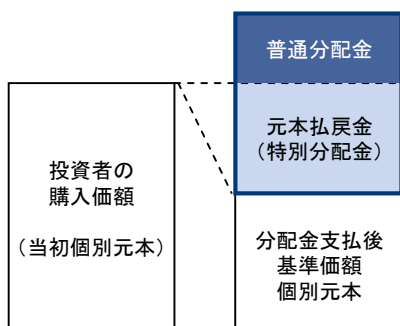 普通分配金
元本払戻金
（特別分配金）
投資者の
購入価額
（当初個別元本）
分配金支払後
基準価額
個別元本